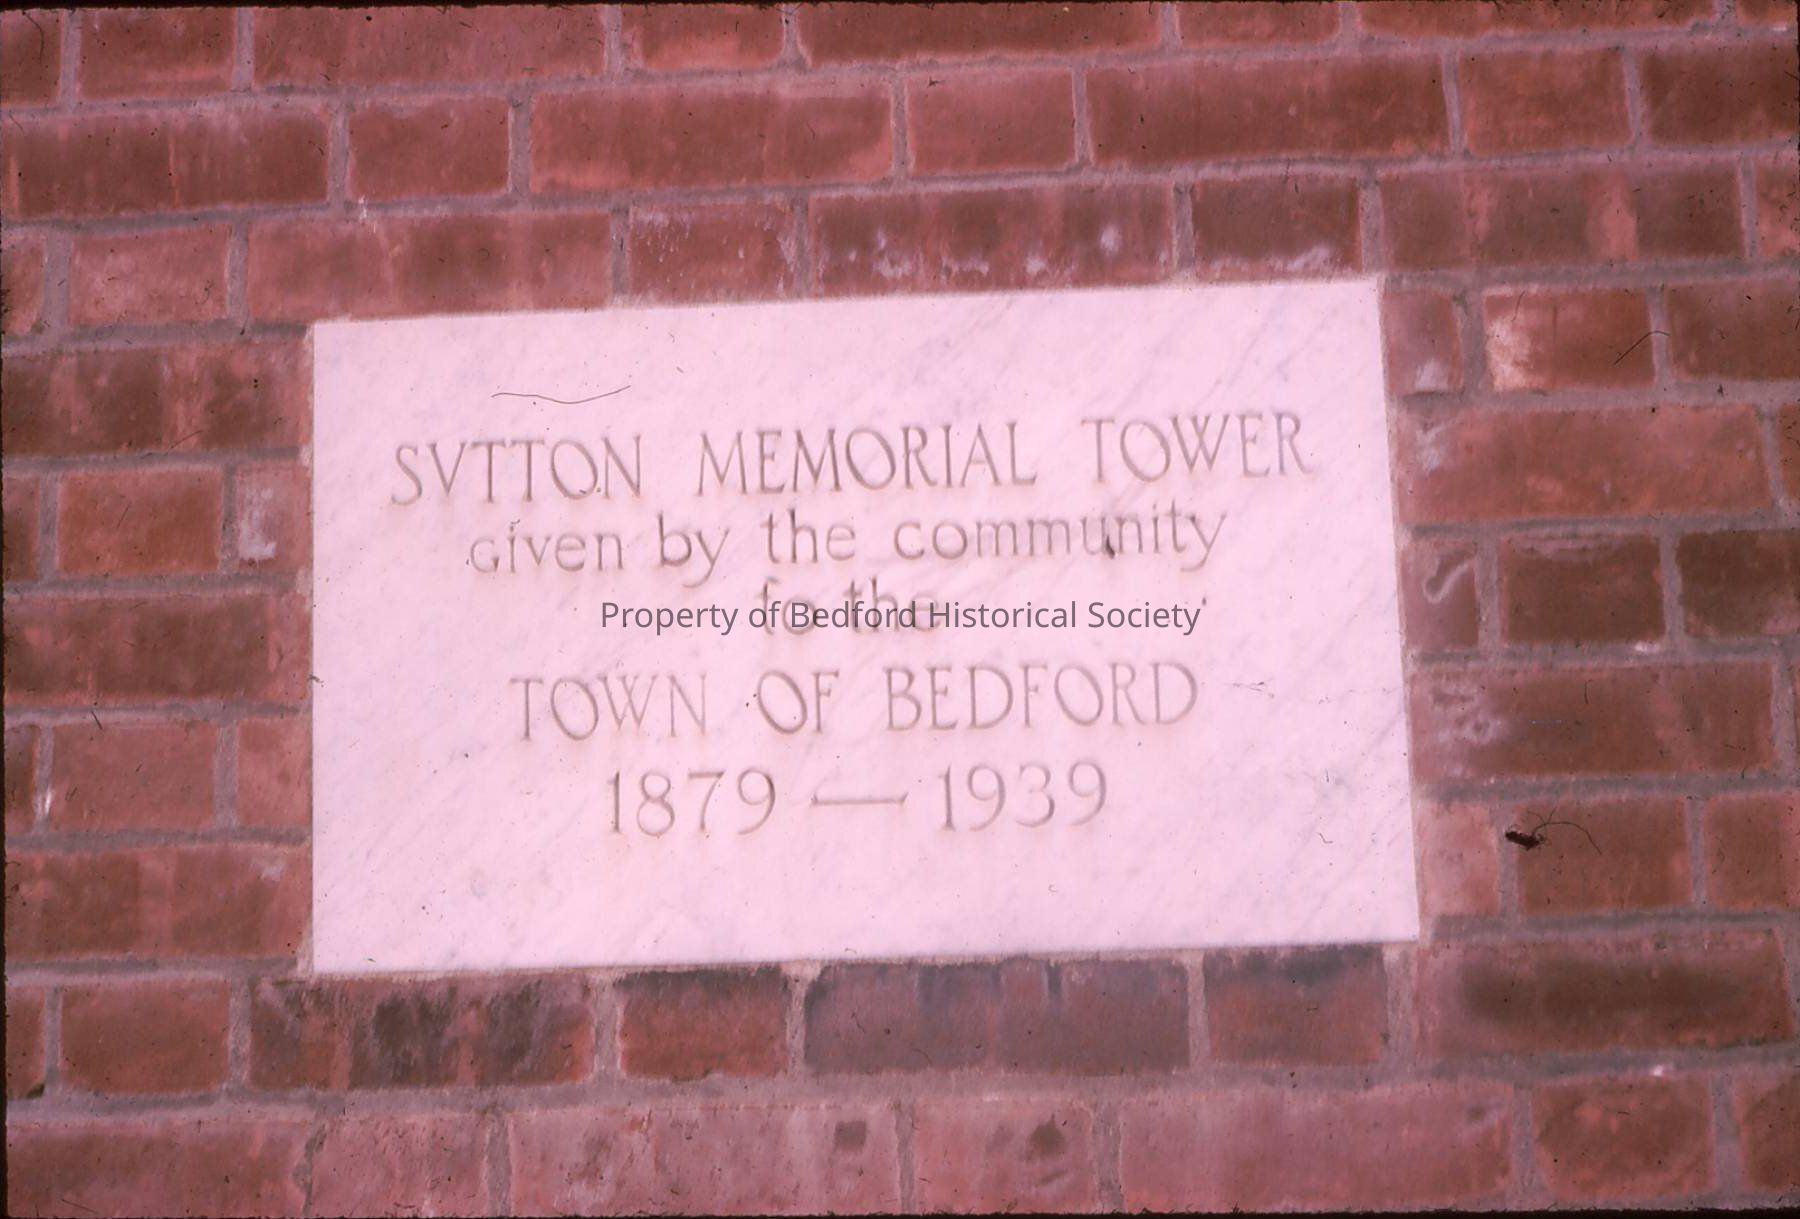 SVTTON MEMORIAL TOWER
given by the community
to the
Property of Bedford Historical Society
TOWN OF BEDFORD
1879 — 1939